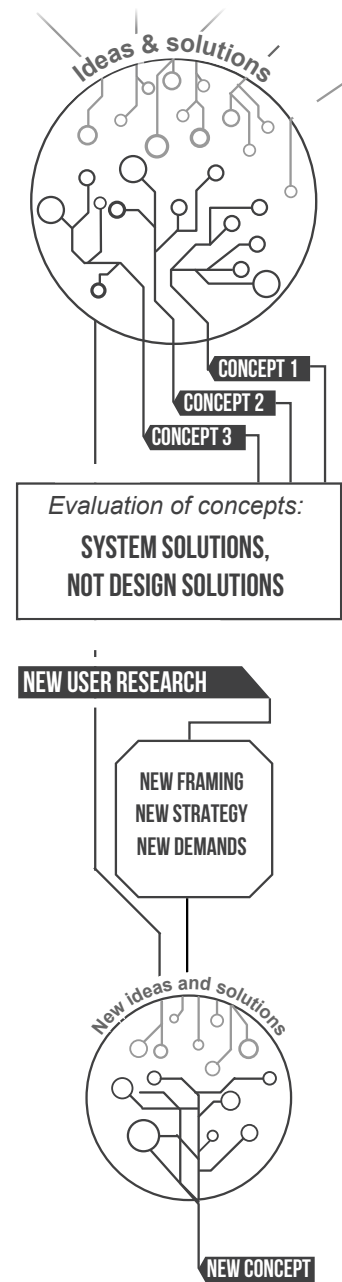 Ideas & solutions
CONCEPT 1
CONCEPT 2
CONCEPT 3
Evaluation of concepts:
SYSTEM SOLUTIONS,
NOT DESIGN SOLUTIONS
NEW USER RESEARCH
NEW FRAMING
NEW STRATEGY
NEW DEMANDS
New ideas and solutions
NEW CONCEPT